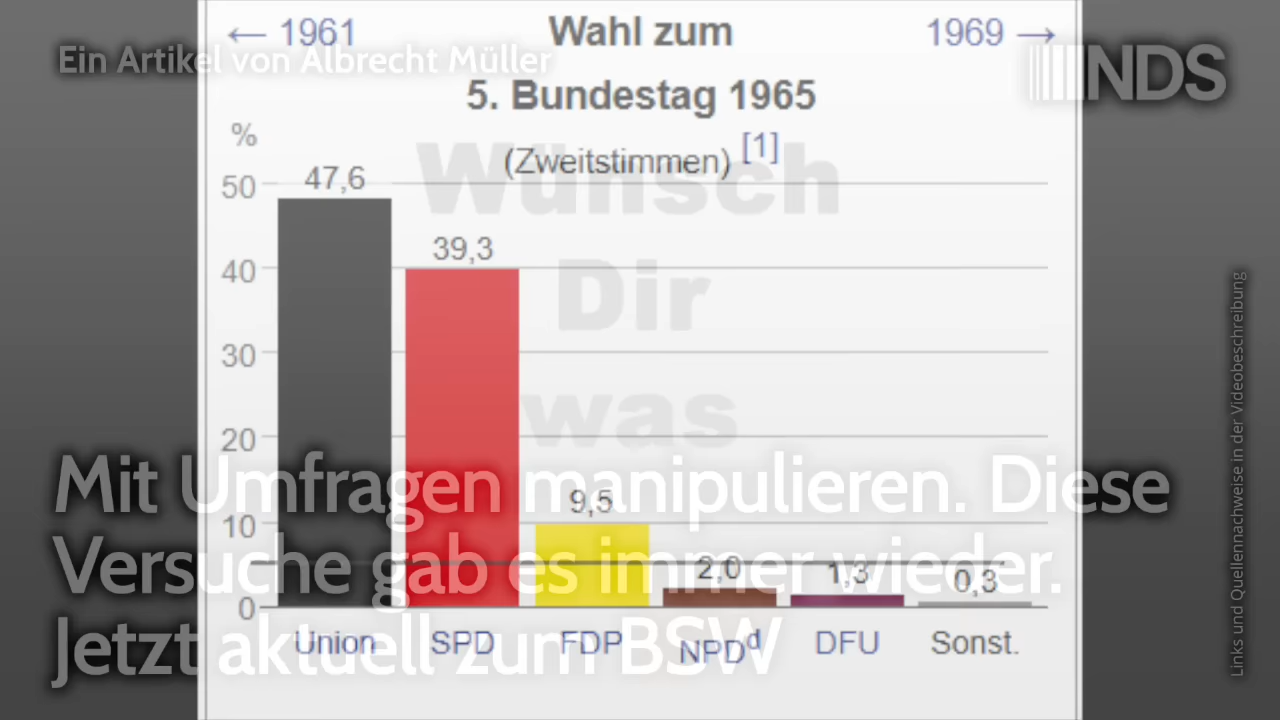 ← 1961
Wahl zum
1969 →
Ein Artikel von Albrecht Müller
NDS
5. Bundestag 1965
(Zweitstimmen) [1]
%
Wünsch
Dir
was
50
40
30
20
10
0
47,6
39,3
9,5
2,0
1,3
0,3
Union
SPD
FDP
NPDᵈ
DFU
Sonst.
Mit Umfragen manipulieren. Diese
Versuche gab es immer wieder.
Jetzt aktuell zum BSW
Links und Quellennachweise in der Videobeschreibung